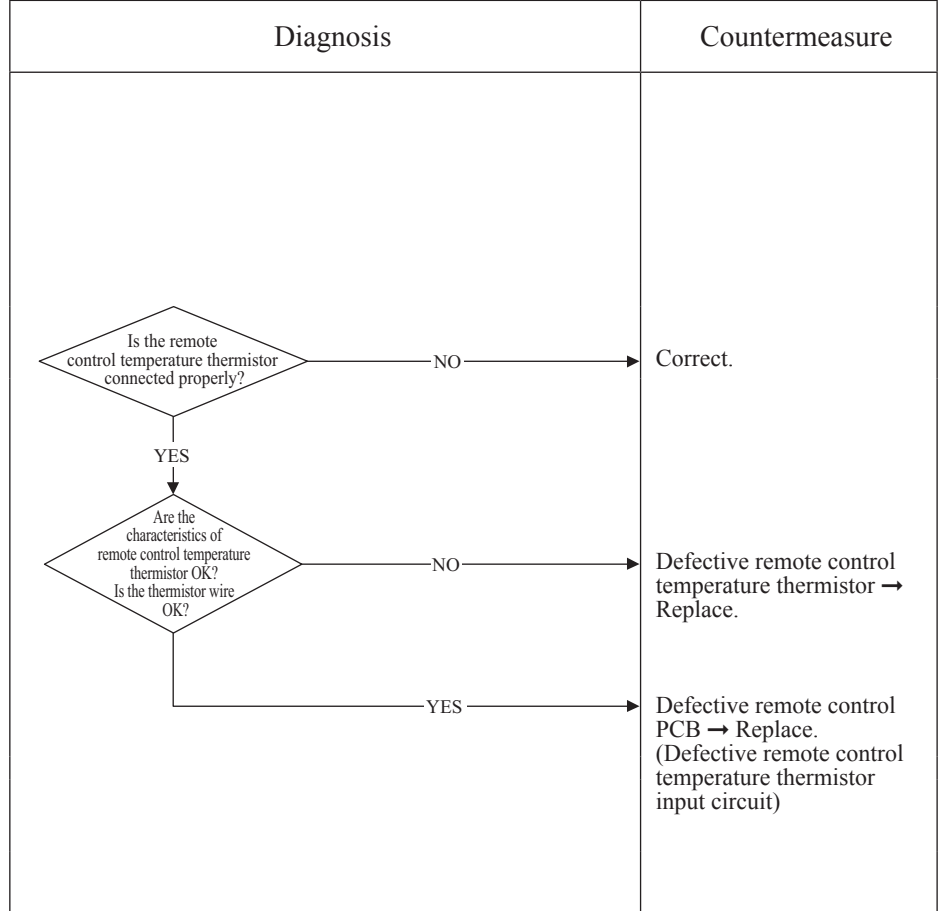 Diagnosis
Countermeasure
Is the remote
control temperature thermistor
connected properly?
NO
Correct.
YES
Are the
characteristics of
remote control temperature
thermistor OK?
Is the thermistor wire
OK?
NO
Defective remote control
temperature thermistor ➞
Replace.
YES
Defective remote control
PCB ➞ Replace.
(Defective remote control
temperature thermistor
input circuit)